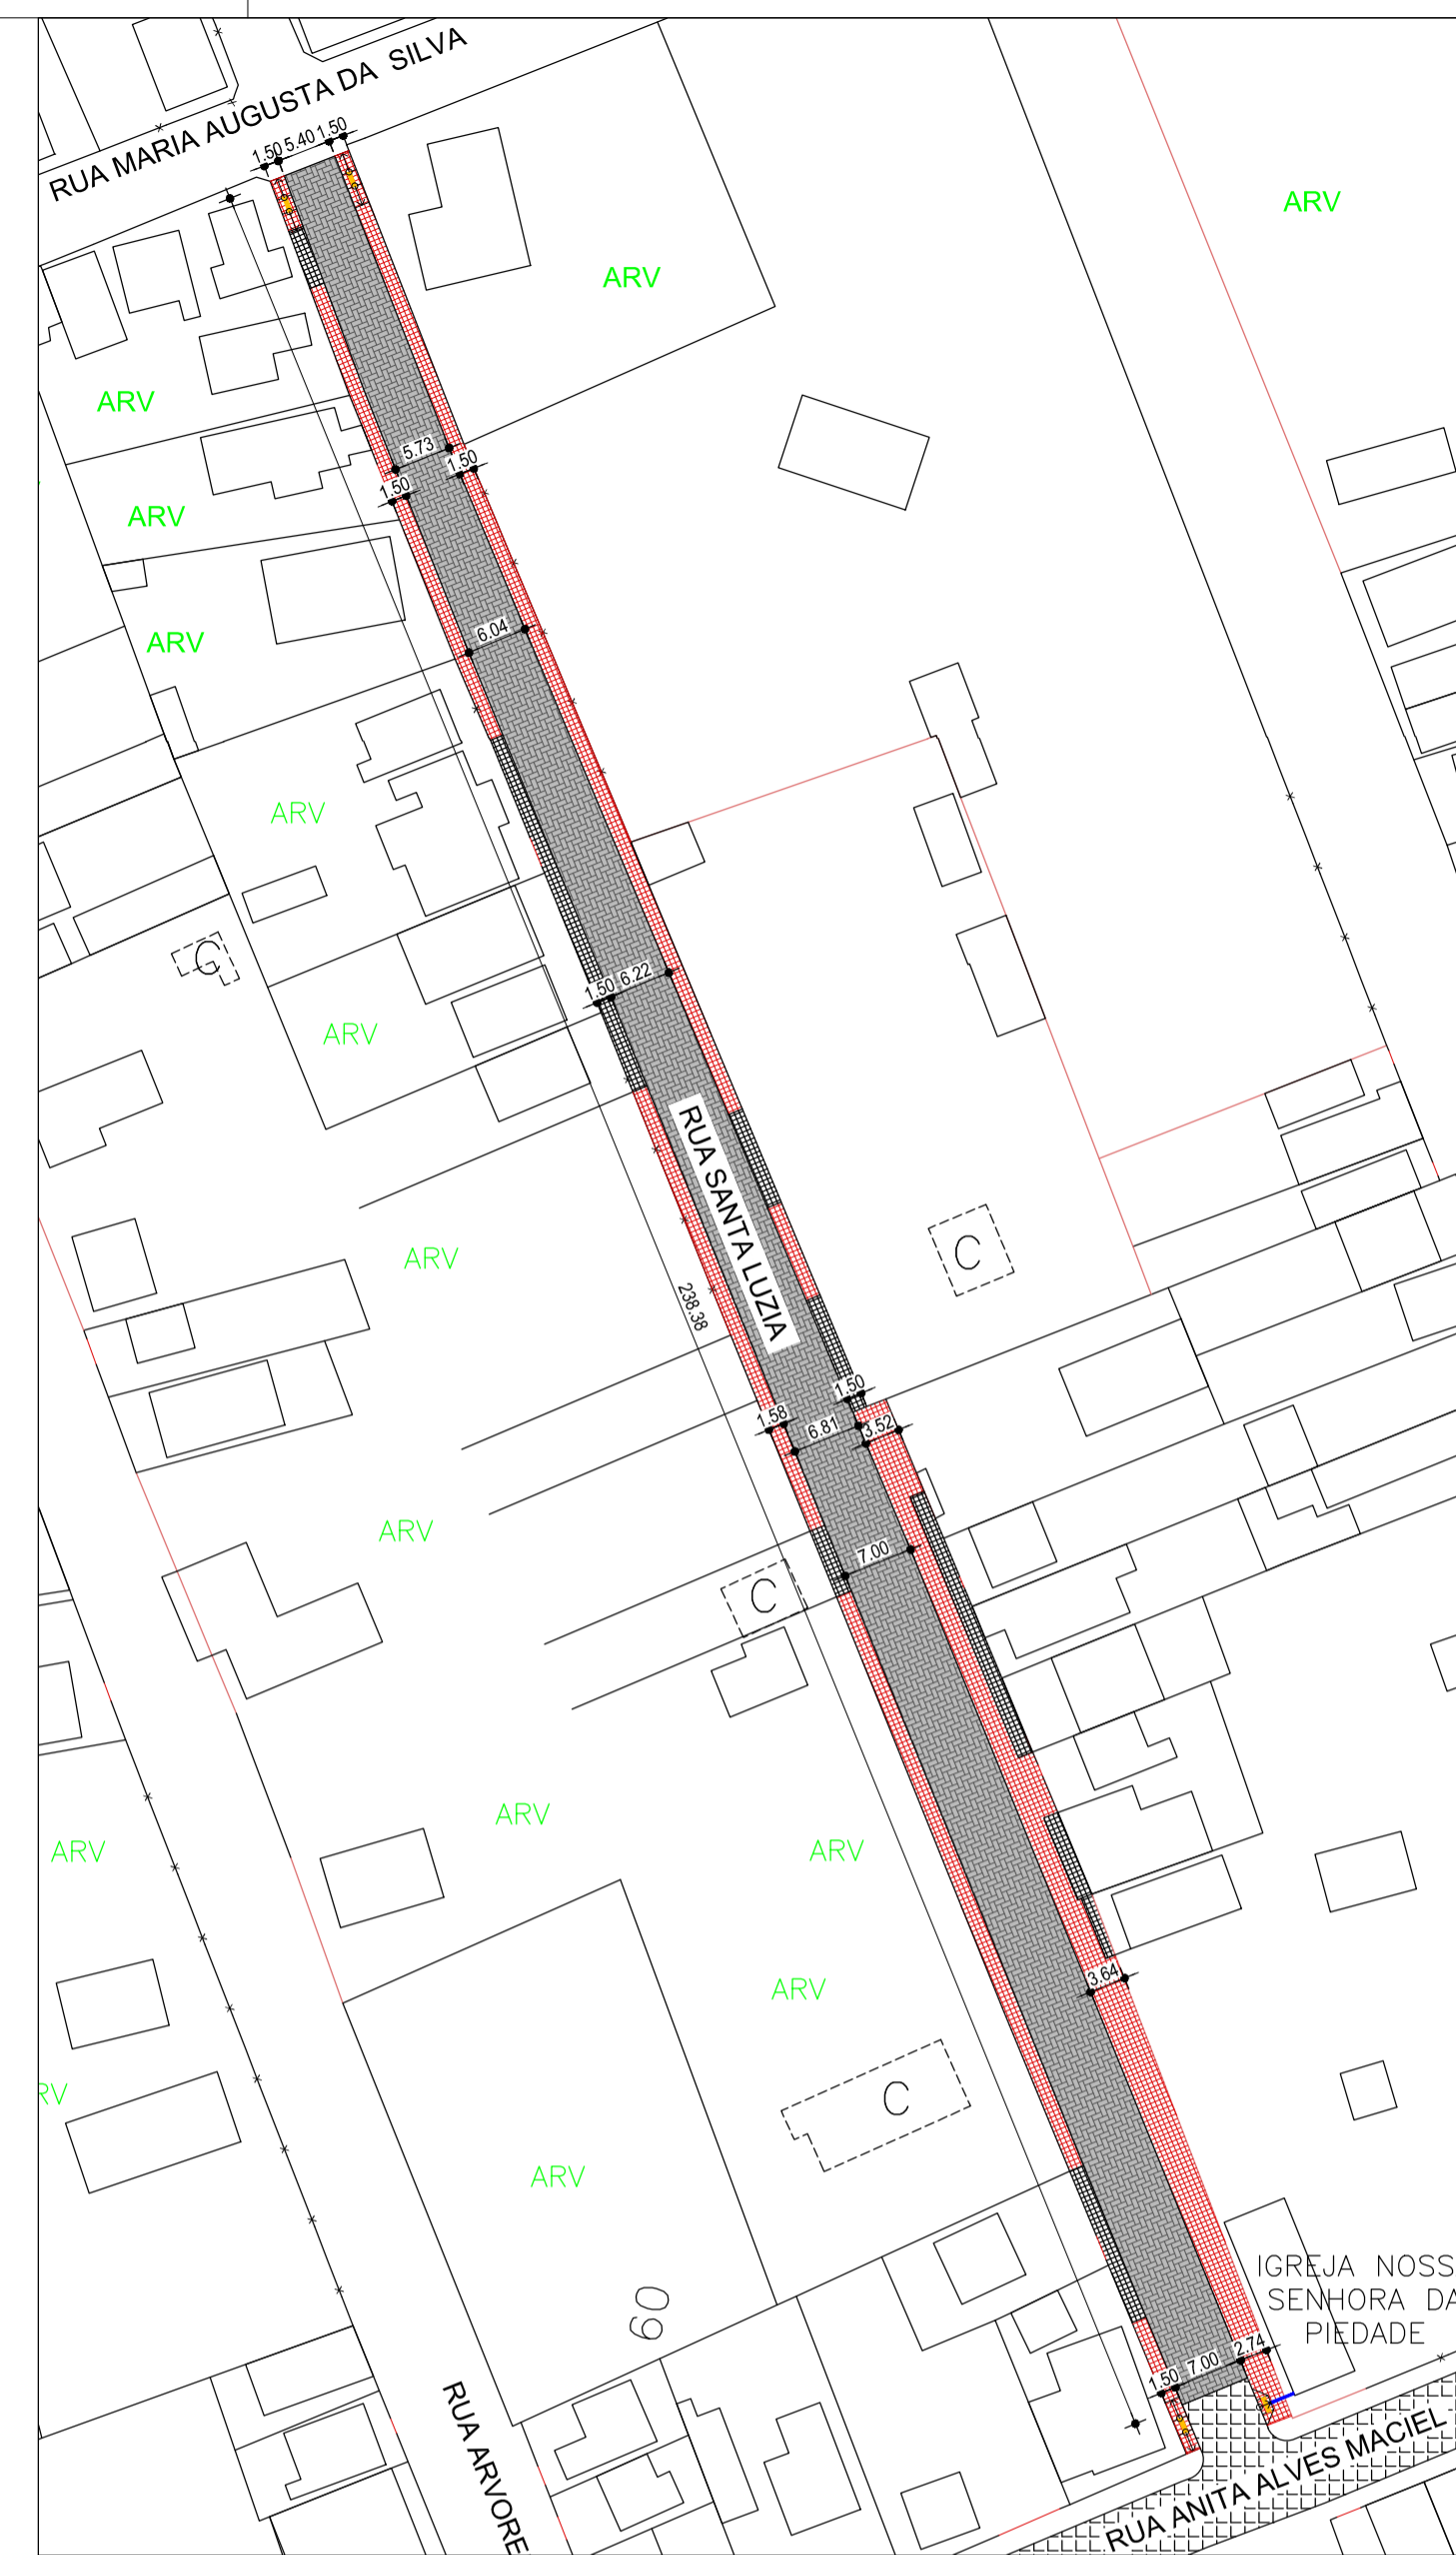 RUA MARIA AUGUSTA DA SILVA
1.50 5.40 1.50
ARV
ARV
ARV
5.73
1.50
1.50
ARV
6.04
ARV
ARV
G
1.50 6.22
ARV
RUA SANTA LUZIA
C
ARV
238.38
1.50
1.58
6.81
3.52
ARV
7.00
C
ARV
ARV
ARV
3.64
ARV
RV
C
ARV
60
IGREJA NOSS
SENHORA DA
PIEDADE
1.50 7.00 2.74
RUA ARVORE
RUA ANITA ALVES MACIEL